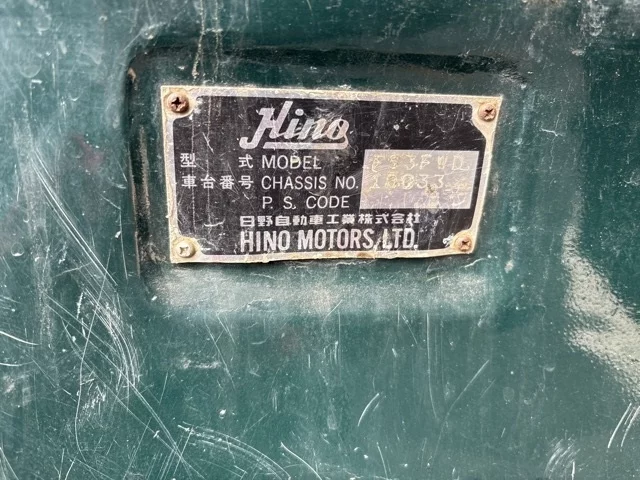 Hino
型 式 MODEL
車台番号 CHASSIS NO.
P. S. CODE
日野自動車工業株式会社
HINO MOTORS, LTD.